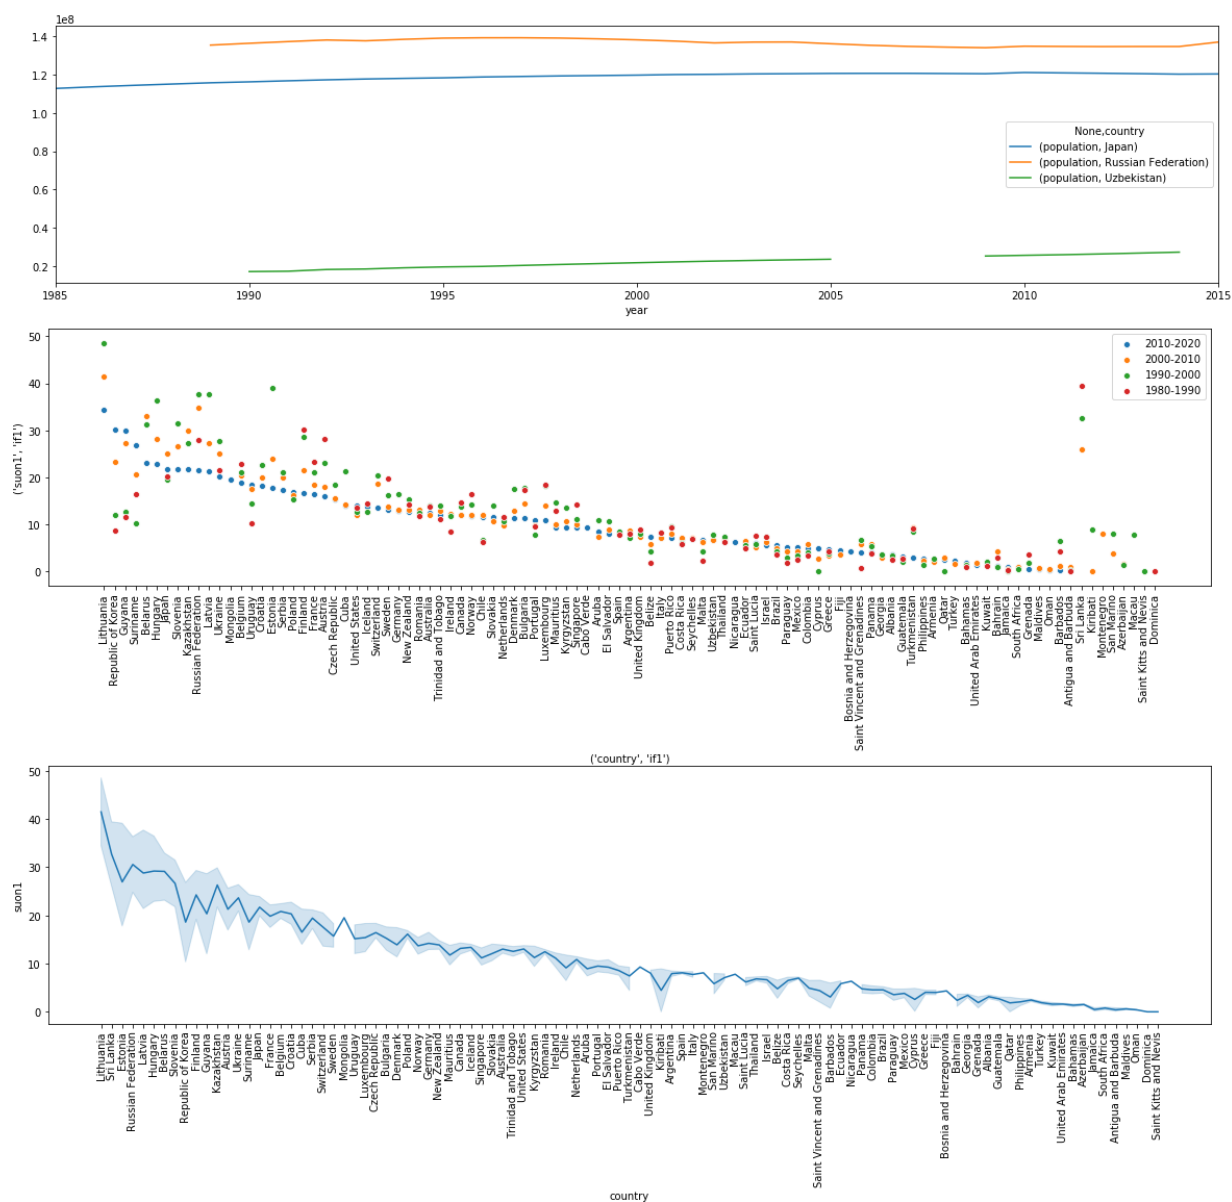 1e8
1.4
1.2
1.0
0.8
0.6
0.4
0.2
None,country
(population, Japan)
(population, Russian Federation)
(population, Uzbekistan)
1985
1990
1995
2000
2005
2010
2015
year
50
40
30
20
10
0
('suon1', 'if1')
2010-2020
2000-2010
1990-2000
1980-1990
Lithuania
Republic of Korea
Guyana
Suriname
Belarus
Hungary
Japan
Slovenia
Kazakhstan
Russian Federation
Latvia
Ukraine
Mongolia
Belgium
Uruguay
Croatia
Estonia
Serbia
Poland
Finland
France
Austria
Czech Republic
Cuba
United States
Iceland
Switzerland
Sweden
Germany
New Zealand
Romania
Australia
Trinidad and Tobago
Ireland
Canada
Norway
Chile
Slovakia
Netherlands
Denmark
Bulgaria
Portugal
Luxembourg
Mauritius
Kyrgyzstan
Singapore
Cabo Verde
Aruba
El Salvador
Spain
Argentina
United Kingdom
Belize
Italy
Puerto Rico
Costa Rica
Seychelles
Malta
Uzbekistan
Thailand
Nicaragua
Ecuador
Saint Lucia
Israel
Brazil
Paraguay
Mexico
Colombia
Cyprus
Greece
Fiji
Bosnia and Herzegovina
Saint Vincent and Grenadines
Panama
Georgia
Albania
Guatemala
Turkmenistan
Philippines
Armenia
Qatar
Turkey
Bahamas
United Arab Emirates
Kuwait
Bahrain
Jamaica
South Africa
Grenada
Maldives
Oman
Barbados
Antigua and Barbuda
Sri Lanka
Kiribati
Montenegro
San Marino
Azerbaijan
Macau
Saint Kitts and Nevis
Dominica
('country', 'if1')
50
40
30
20
10
0
suon1
Lithuania
Sri Lanka
Estonia
Russian Federation
Latvia
Hungary
Belarus
Slovenia
Republic of Korea
Finland
Guyana
Kazakhstan
Austria
Ukraine
Suriname
Japan
France
Belgium
Croatia
Cuba
Serbia
Switzerland
Sweden
Mongolia
Uruguay
Luxembourg
Czech Republic
Bulgaria
Denmark
Poland
Norway
Germany
New Zealand
Mauritius
Canada
Iceland
Singapore
Slovakia
Australia
Trinidad and Tobago
United States
Kyrgyzstan
Romania
Ireland
Chile
Netherlands
Aruba
Portugal
El Salvador
Puerto Rico
Turkmenistan
Cabo Verde
United Kingdom
Kiribati
Argentina
Spain
Italy
Montenegro
San Marino
Uzbekistan
Macau
Saint Lucia
Thailand
Israel
Belize
Costa Rica
Seychelles
Malta
Saint Vincent and Grenadines
Barbados
Ecuador
Nicaragua
Panama
Colombia
Brazil
Paraguay
Mexico
Cyprus
Greece
Fiji
Bosnia and Herzegovina
Bahrain
Georgia
Grenada
Albania
Guatemala
Qatar
Philippines
Armenia
Turkey
Kuwait
United Arab Emirates
Bahamas
Azerbaijan
Jamaica
South Africa
Antigua and Barbuda
Maldives
Oman
Dominica
Saint Kitts and Nevis
country